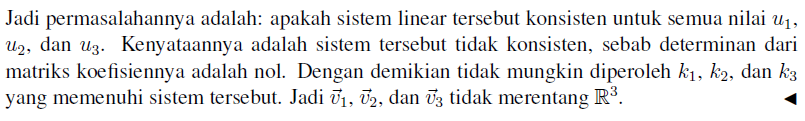 Jadi permasalahannya adalah: apakah sistem linear tersebut konsisten untuk semua nilai u₁,
u₂, dan u₃. Kenyataannya adalah sistem tersebut tidak konsisten, sebab determinan dari
matriks koefisiennya adalah nol. Dengan demikian tidak mungkin diperoleh k₁, k₂, dan k₃
yang memenuhi sistem tersebut. Jadi v⃗₁, v⃗₂, dan v⃗₃ tidak merentang ℝ³. ◀